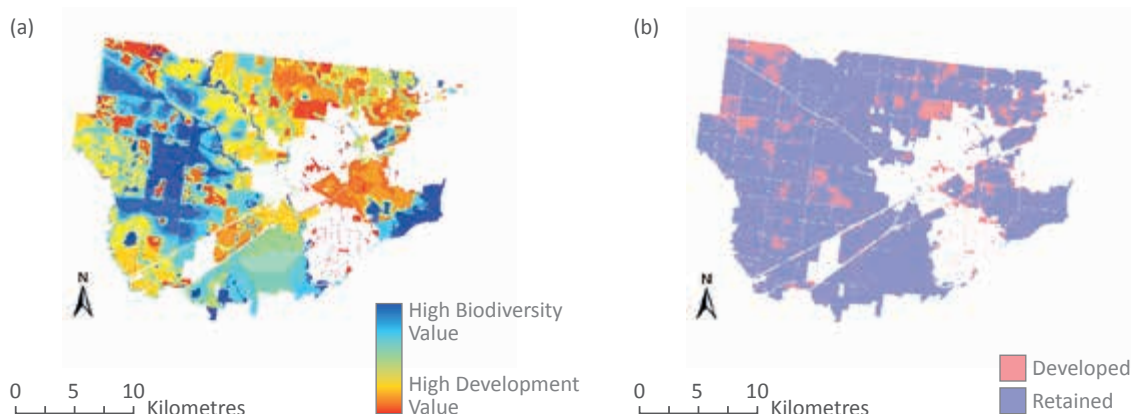 (a)
N
High Biodiversity
Value
High Development
Value
0 5 10
Kilometres
(b)
N
0 5 10
Kilometres
Developed
Retained